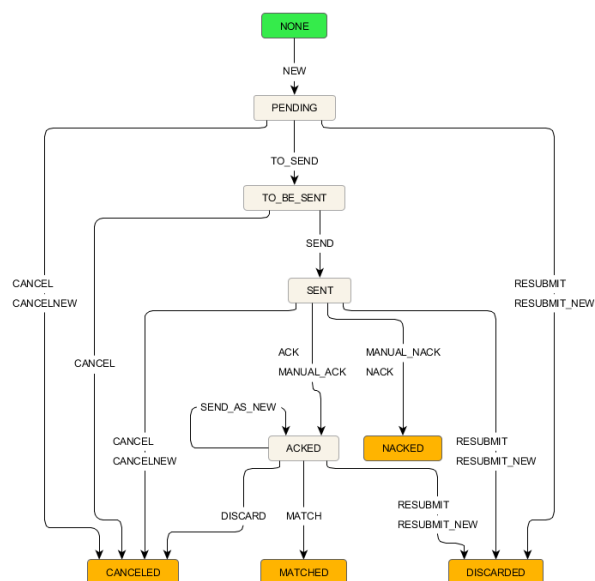 NONE
NEW
PENDING
TO_SEND
TO_BE_SENT
SEND
CANCEL
CANCELNEW
RESUBMIT
RESUBMIT_NEW
SENT
CANCEL
ACK
MANUAL_ACK
MANUAL_NACK
NACK
SEND_AS_NEW
CANCEL
CANCELNEW
ACKED
NACKED
RESUBMIT
RESUBMIT_NEW
DISCARD
MATCH
RESUBMIT
RESUBMIT_NEW
CANCELED
MATCHED
DISCARDED